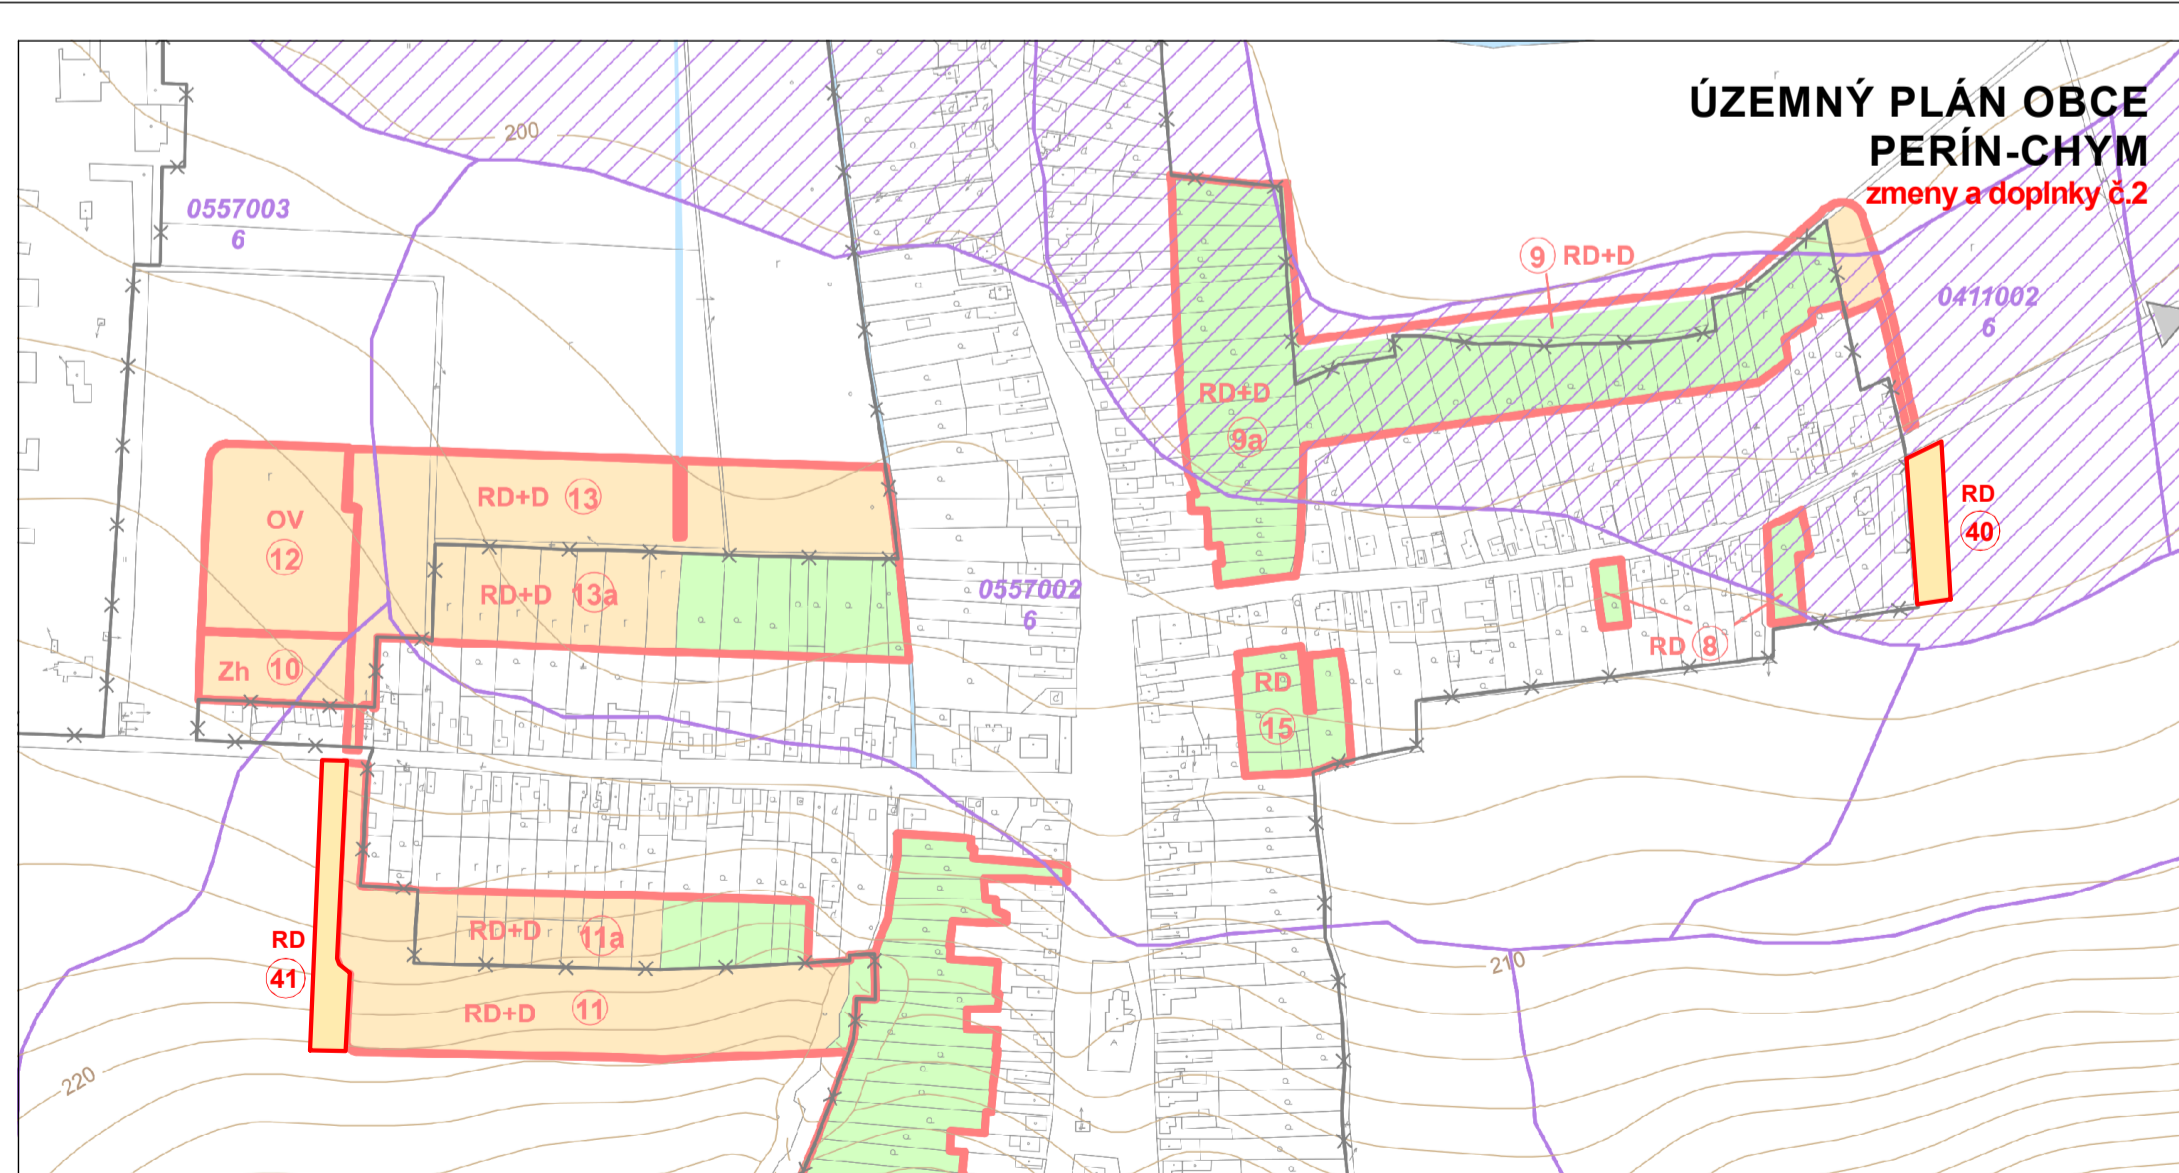 ÚZEMNÝ PLÁN OBCE
PERÍN-CHYM
zmeny a doplnky č.2
200
0557003
6
9 RD+D
0411002
6
RD+D
9a
RD+D 13
OV
12
RD
40
RD+D 13a
0557002
6
RD 8
Zh 10
RD
15
RD+D 11a
RD
41
210
RD+D 11
220